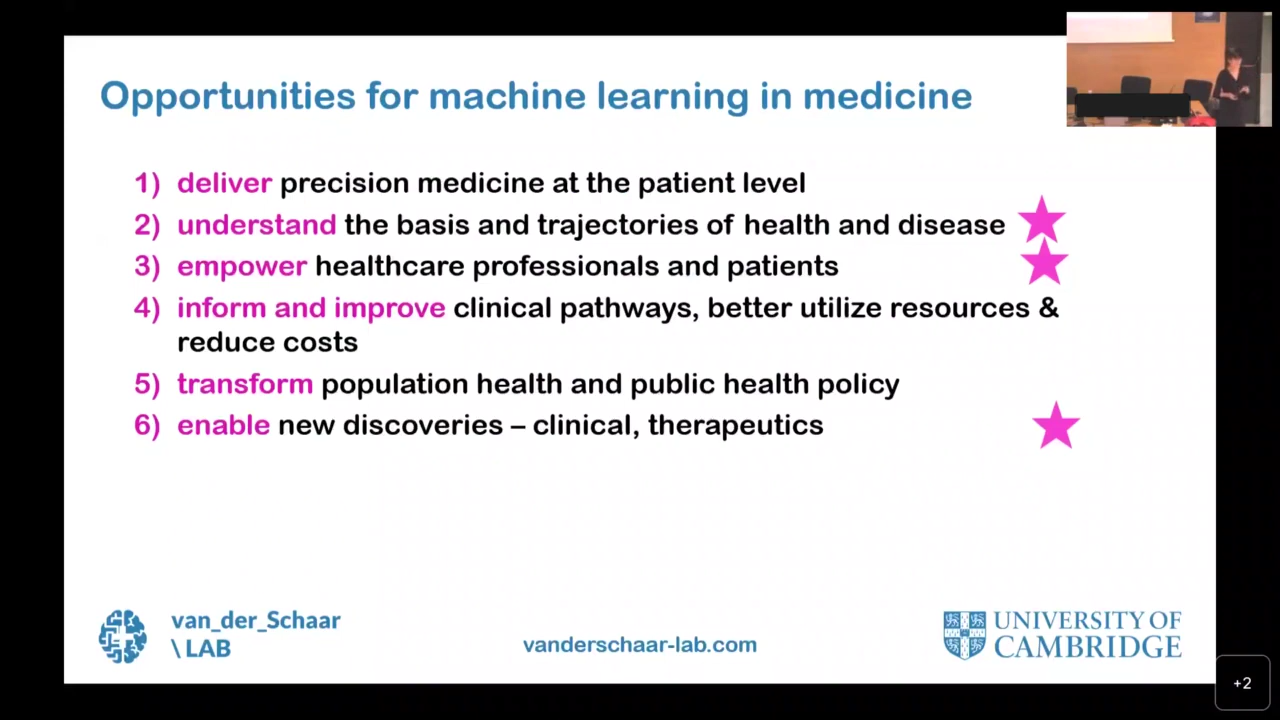 Opportunities for machine learning in medicine
1) deliver precision medicine at the patient level
2) understand the basis and trajectories of health and disease
3) empower healthcare professionals and patients
4) inform and improve clinical pathways, better utilize resources &
reduce costs
5) transform population health and public health policy
6) enable new discoveries – clinical, therapeutics
van_der_Schaar
\ LAB
vanderschaar-lab.com
UNIVERSITY OF
CAMBRIDGE
+2